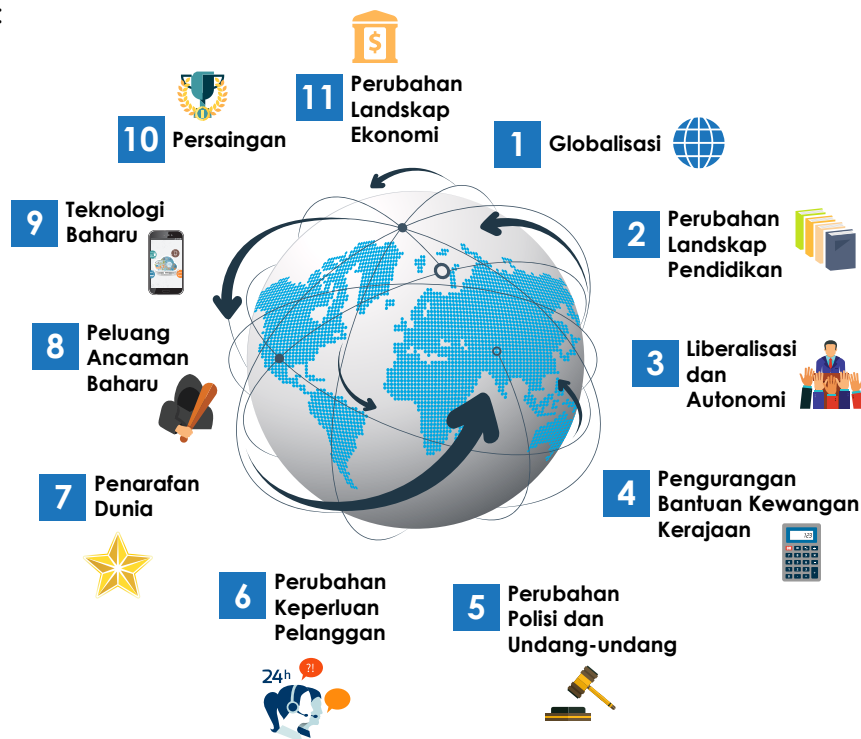 :
1 Globalisasi
2 Perubahan
Landskap
Pendidikan
3 Liberalisasi
dan
Autonomi
4 Pengurangan
Bantuan Kewangan
Kerajaan
123
5 Perubahan
Polisi dan
Undang-undang
6 Perubahan
Keperluan
Pelanggan
24h ?!
7 Penarafan
Dunia
8 Peluang
Ancaman
Baharu
9 Teknologi
Baharu
10 Persaingan
11 Perubahan
Landskap
Ekonomi
$